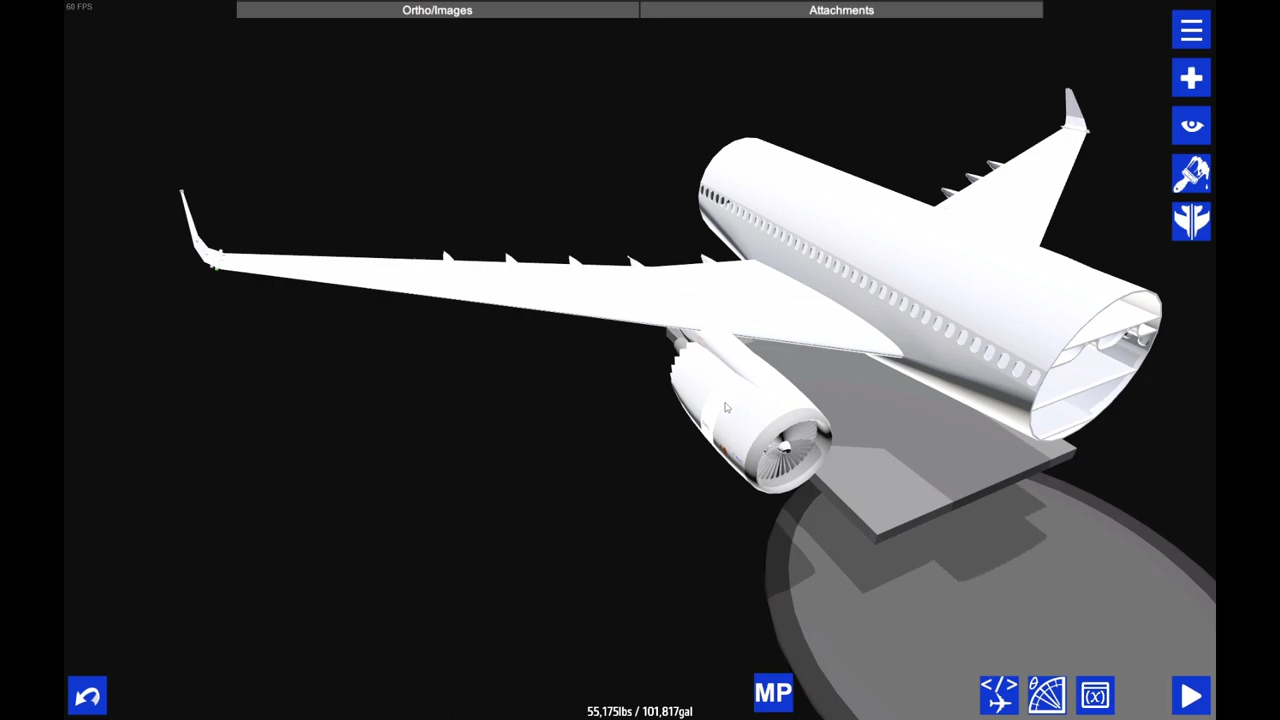 60 FPS
Ortho/Images
Attachments
55,175lbs / 101,817gal
MP
</>
(x)